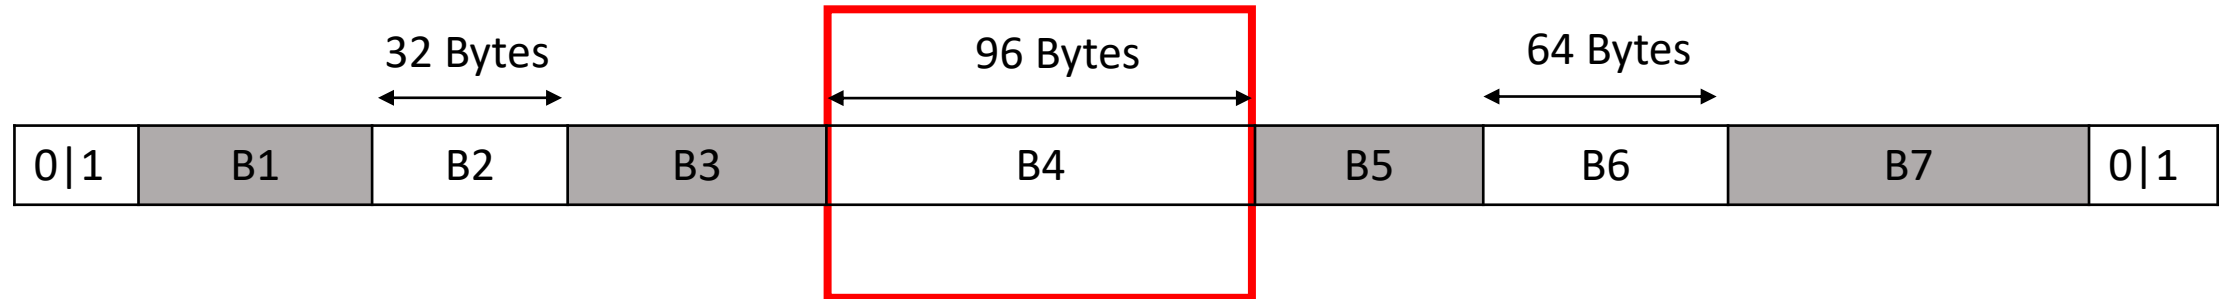 32 Bytes 96 Bytes 64 Bytes
0|1 B1 B2 B3 B4 B5 B6 B7 0|1